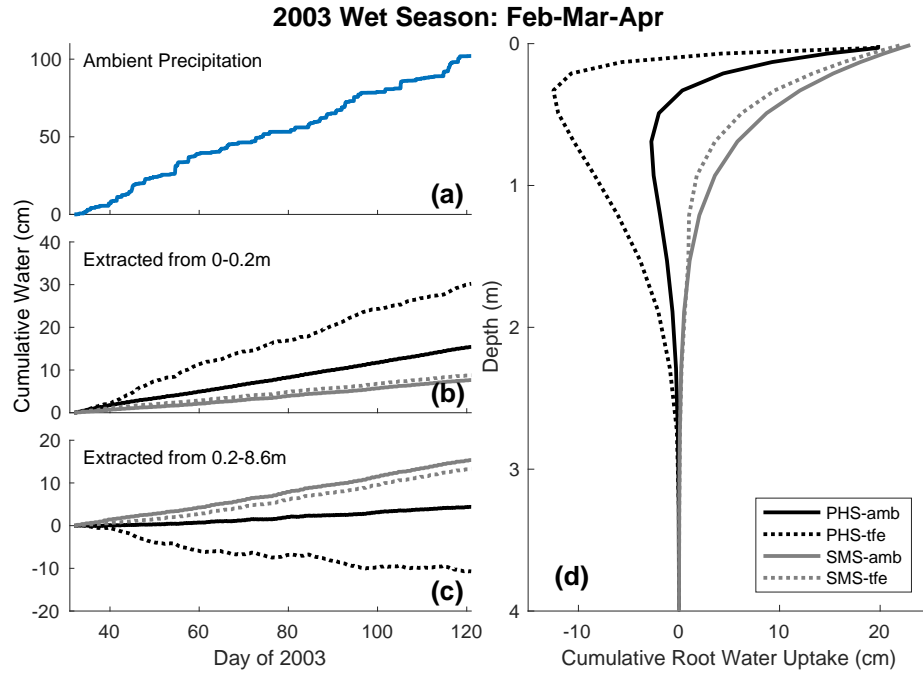 2003 Wet Season: Feb-Mar-Apr
Ambient Precipitation
100
50
0
(a)
Cumulative Water (cm)
Extracted from 0-0.2m
40
30
20
10
0
(b)
Extracted from 0.2-8.6m
20
10
0
-10
-20
(c)
40 60 80 100 120
Day of 2003
0
1
2
3
4
Depth (m)
PHS-amb
PHS-tfe
SMS-amb
SMS-tfe
(d)
-10 0 10 20
Cumulative Root Water Uptake (cm)